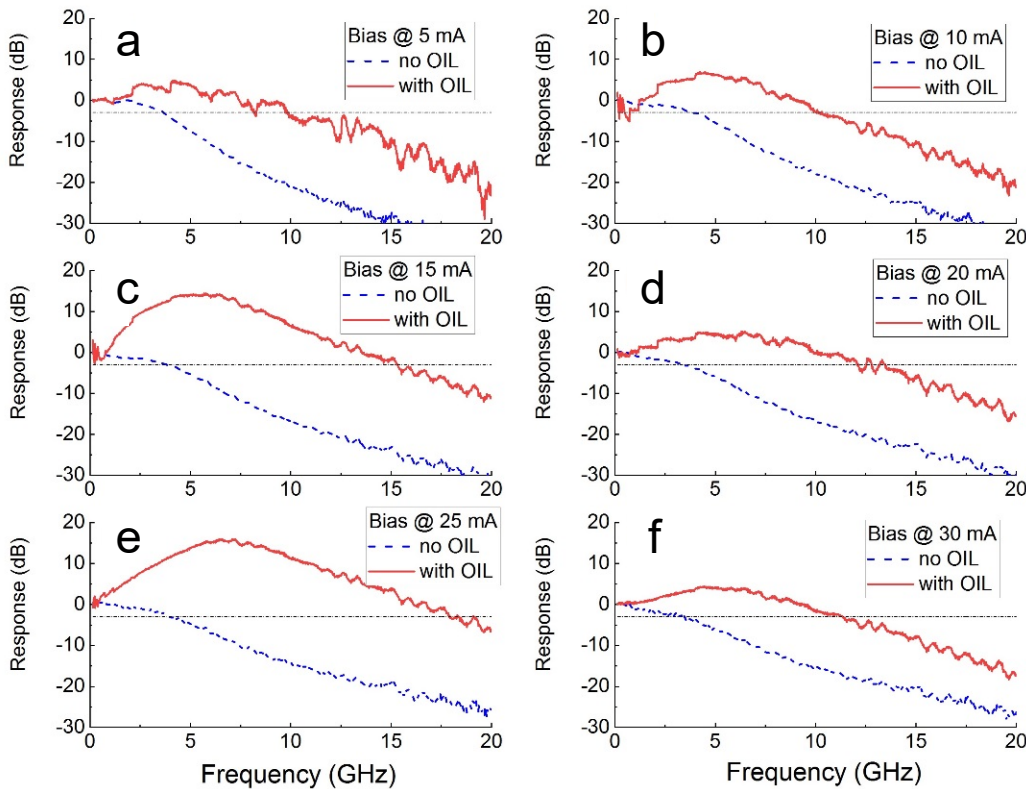 a
Bias @ 5 mA
no OIL
with OIL
Response (dB)
20
10
0
-10
-20
-30
0
5
10
15
20
b
Bias @ 10 mA
no OIL
with OIL
Response (dB)
20
10
0
-10
-20
-30
0
5
10
15
20
c
Bias @ 15 mA
no OIL
with OIL
Response (dB)
20
10
0
-10
-20
-30
0
5
10
15
20
d
Bias @ 20 mA
no OIL
with OIL
Response (dB)
20
10
0
-10
-20
-30
0
5
10
15
20
e
Bias @ 25 mA
no OIL
with OIL
Response (dB)
20
10
0
-10
-20
-30
0
5
10
15
20
Frequency (GHz)
f
Bias @ 30 mA
no OIL
with OIL
Response (dB)
20
10
0
-10
-20
-30
0
5
10
15
20
Frequency (GHz)